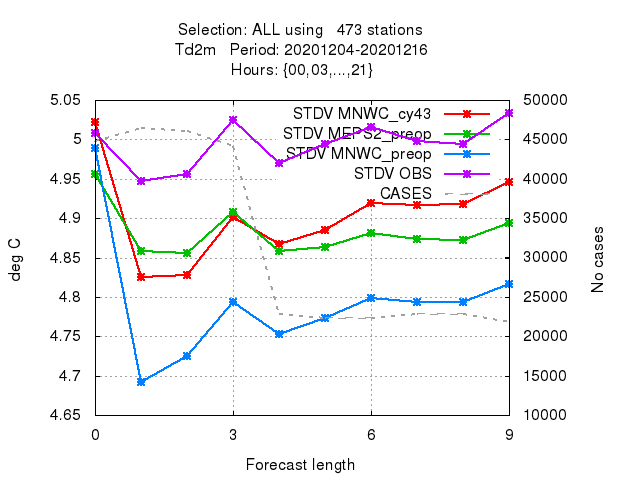 Selection: ALL using 473 stations
Td2m Period: 20201204-20201216
Hours: {00,03,...,21}
STDV MNWC_cy43
STDV MEPS2_preop
STDV MNWC_preop
STDV OBS
CASES
5.05
5
4.95
4.9
4.85
4.8
4.75
4.7
4.65
50000
45000
40000
35000
30000
25000
20000
15000
10000
deg C
No cases
0 3 6 9
Forecast length